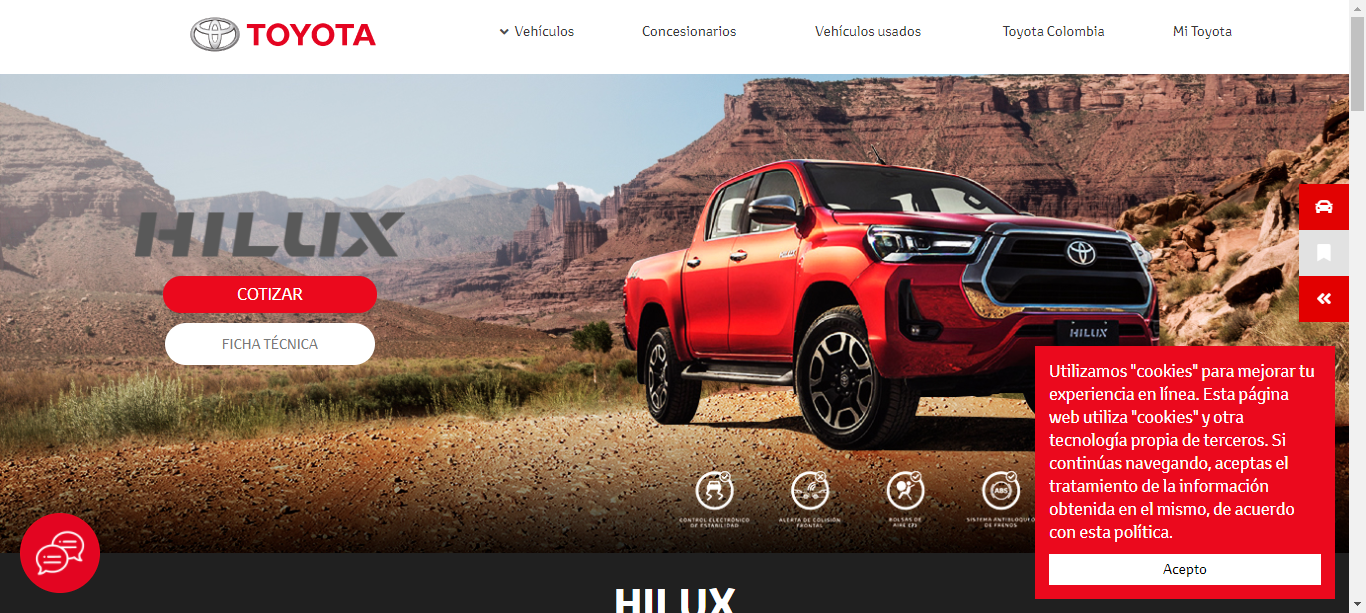 TOYOTA
Vehículos
Concesionarios
Vehículos usados
Toyota Colombia
Mi Toyota
HILUX
COTIZAR
FICHA TÉCNICA
HILUX
Utilizamos "cookies" para mejorar tu
experiencia en línea. Esta página
web utiliza "cookies" y otra
tecnología propia de terceros. Si
continúas navegando, aceptas el
tratamiento de la información
obtenida en el mismo, de acuerdo
con esta política.
Acepto
CONTROL ELECTRÓNICO
DE ESTABILIDAD
ALERTA DE COLISIÓN
FRONTAL
BOLSAS DE
AIRE
ABS
SISTEMA ANTIBLOQUEO
DE FRENOS
HILUX